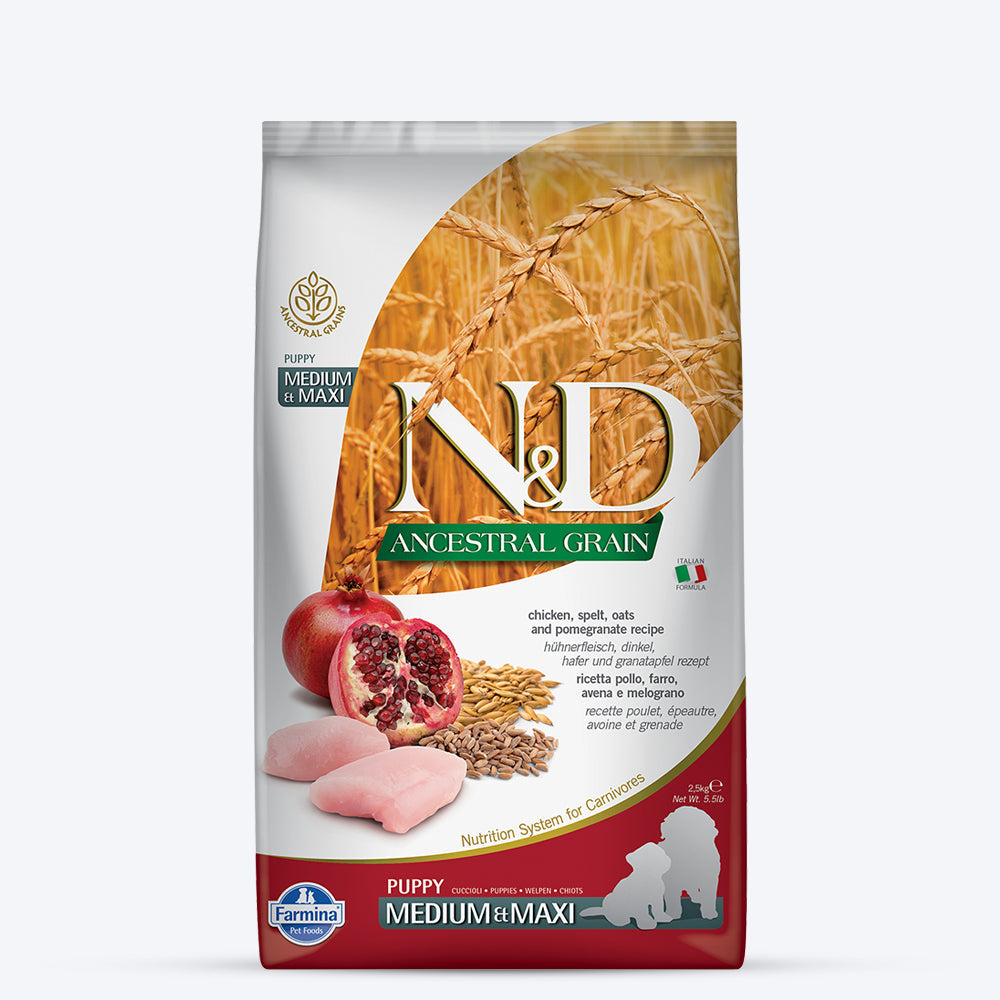 ANCESTRAL GRAINS
PUPPY
MEDIUM
& MAXI
N&D
ANCESTRAL GRAIN
ITALIAN
FORMULA
chicken, spelt, oats
and pomegranate recipe
hühnerfleisch, dinkel,
hafer und granatapfel rezept
ricetta pollo, farro,
avena e melograno
recette poulet, épeautre,
avoine et grenade
2,5kg℮
Net Wt. 5.5lb
Nutrition System for Carnivores
PUPPY CUCCIOLI • PUPPIES • WELPEN • CHIOTS
MEDIUM & MAXI
Farmina®
Pet Foods